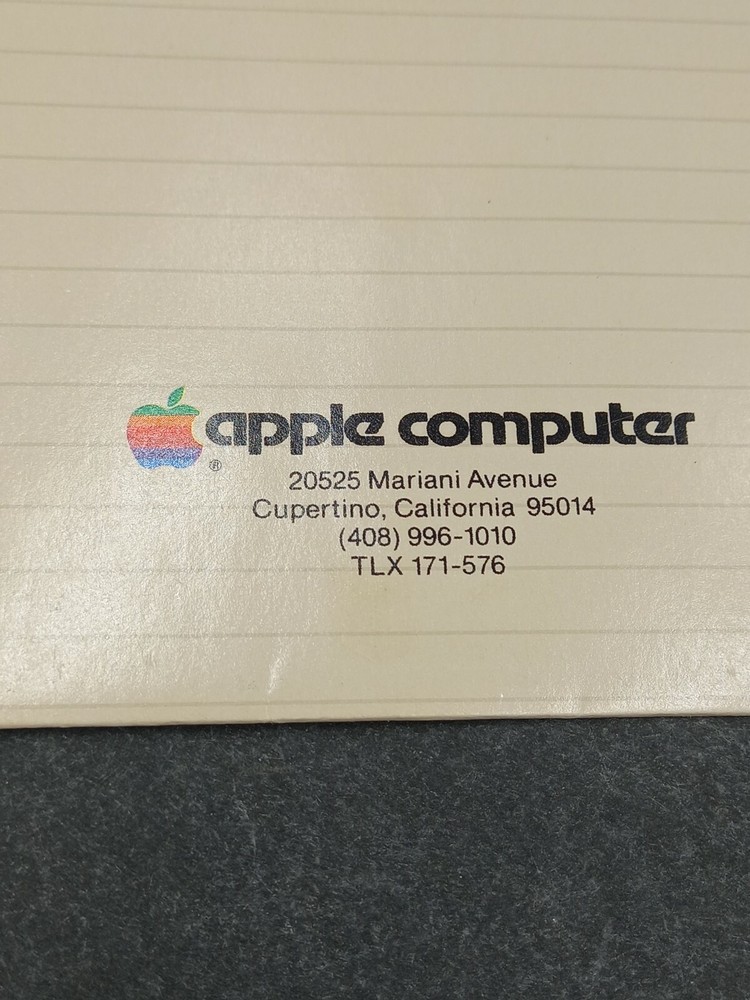 apple computer
®
20525 Mariani Avenue
Cupertino, California 95014
(408) 996-1010
TLX 171-576